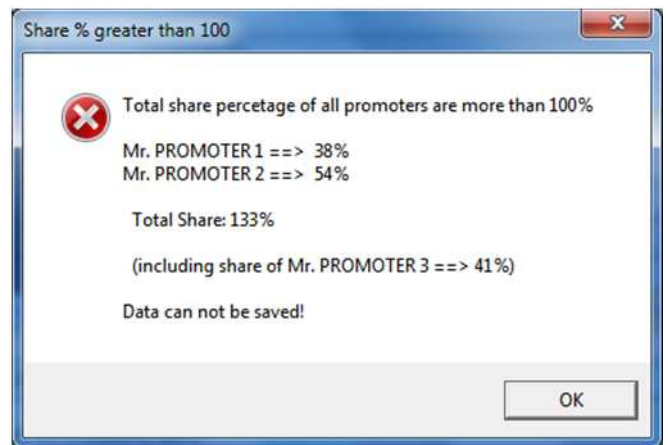 Share % greater than 100
Total share percetage of all promoters are more than 100%
Mr. PROMOTER 1 ==> 38%
Mr. PROMOTER 2 ==> 54%
Total Share: 133%
(including share of Mr. PROMOTER 3 ==> 41%)
Data can not be saved!
OK